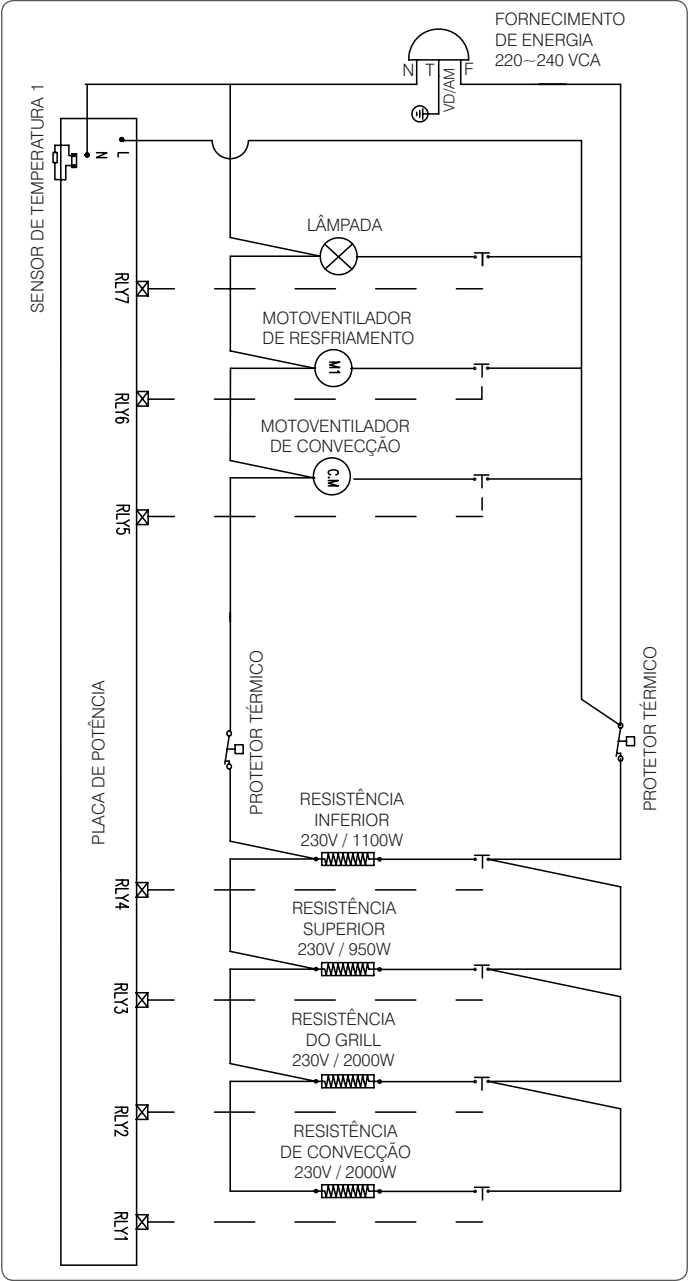 FORNECIMENTO
DE ENERGIA
220~240 VCA
N T F
VD/AM
SENSOR DE TEMPERATURA 1
N
L
LÂMPADA
RLY7
MOTOVENTILADOR
DE RESFRIAMENTO
M1
RLY6
MOTOVENTILADOR
DE CONVECÇÃO
C.M
RLY5
PLACA DE POTÊNCIA
PROTETOR TÉRMICO
PROTETOR TÉRMICO
RESISTÊNCIA
INFERIOR
230V / 1100W
RLY4
RESISTÊNCIA
SUPERIOR
230V / 950W
RLY3
RESISTÊNCIA
DO GRILL
230V / 2000W
RLY2
RESISTÊNCIA
DE CONVECÇÃO
230V / 2000W
RLY1